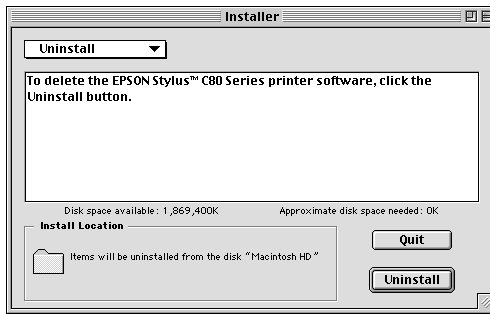 Installer
Uninstall
To delete the EPSON Stylus™ C80 Series printer software, click the
Uninstall button.
Disk space available: 1,869,400K Approximate disk space needed: 0K
Install Location
Items will be uninstalled from the disk "Macintosh HD"
Quit
Uninstall